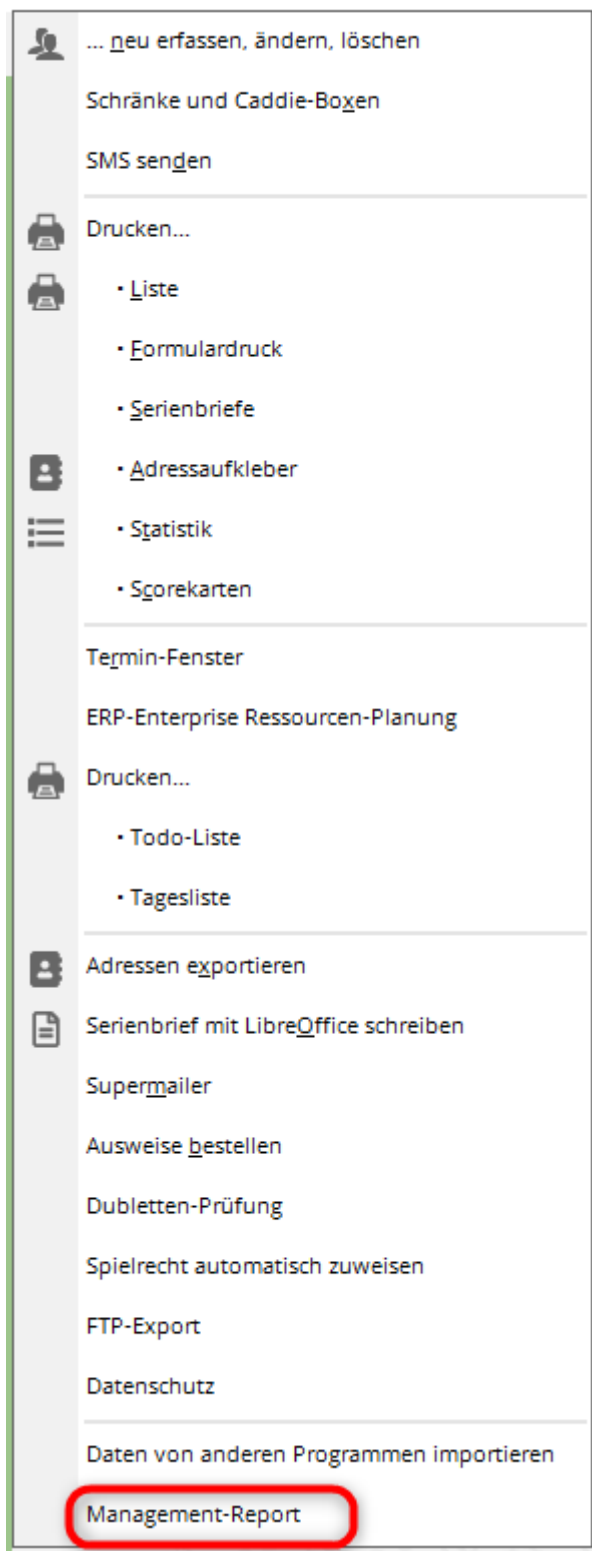 ... neu erfassen, ändern, löschen
Schränke und Caddie-Boxen
SMS senden
Drucken...
• Liste
• Formulardruck
• Serienbriefe
• Adressaufkleber
• Statistik
• Scorekarten
Termin-Fenster
ERP-Enterprise Ressourcen-Planung
Drucken...
• Todo-Liste
• Tagesliste
Adressen exportieren
Serienbrief mit LibreOffice schreiben
Supermailer
Ausweise bestellen
Dubletten-Prüfung
Spielrecht automatisch zuweisen
FTP-Export
Datenschutz
Daten von anderen Programmen importieren
Management-Report